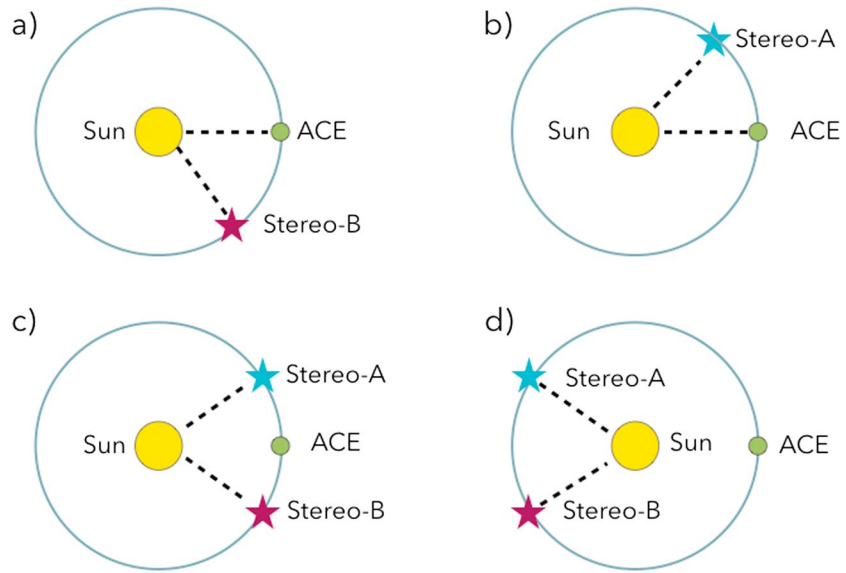 a)
Sun
ACE
Stereo-B
b)
Stereo-A
Sun
ACE
c)
Stereo-A
Sun
ACE
Stereo-B
d)
Stereo-A
Sun
ACE
Stereo-B